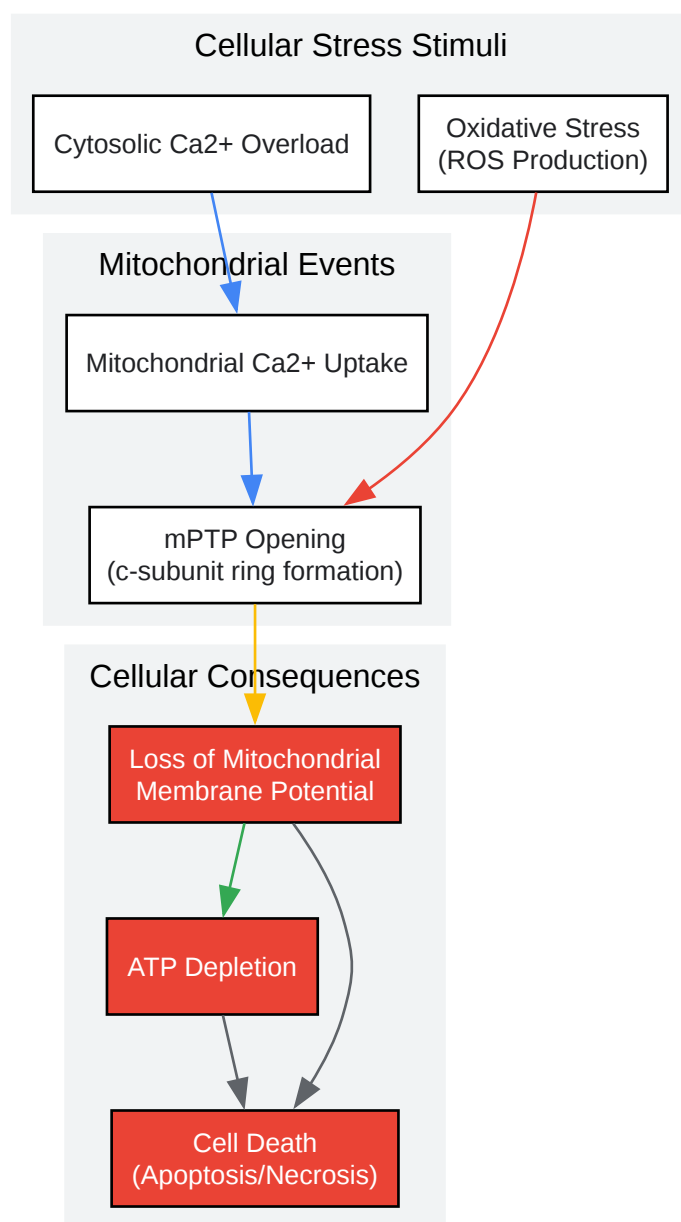 Cellular Stress Stimuli
Cytosolic Ca2+ Overload
Oxidative Stress
(ROS Production)
Mitochondrial Events
Mitochondrial Ca2+ Uptake
mPTP Opening
(c-subunit ring formation)
Cellular Consequences
Loss of Mitochondrial
Membrane Potential
ATP Depletion
Cell Death
(Apoptosis/Necrosis)